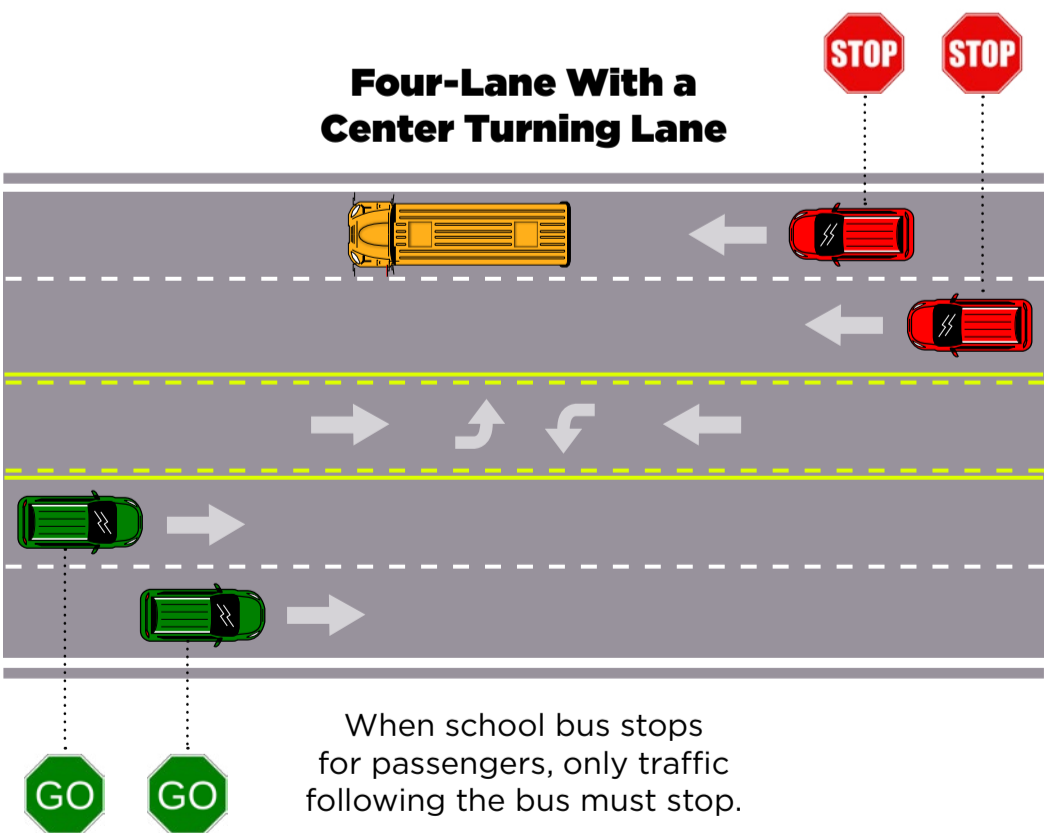 STOP STOP
Four-Lane With a
Center Turning Lane
When school bus stops
for passengers, only traffic
following the bus must stop.
GO GO